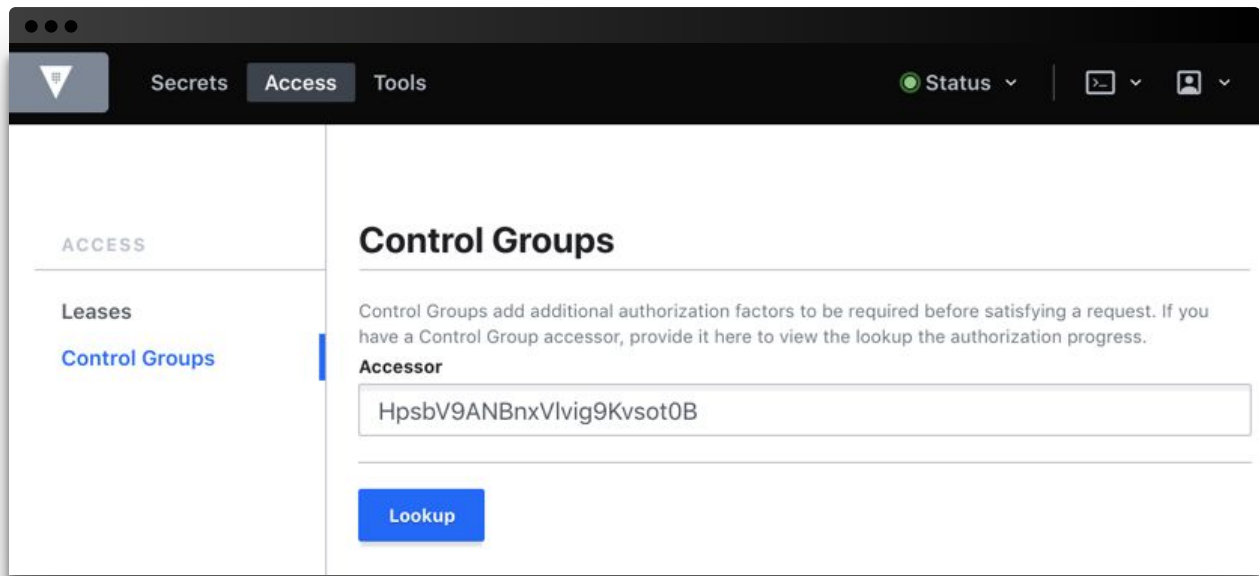 Secrets Access Tools Status
ACCESS
Leases
Control Groups
Control Groups
Control Groups add additional authorization factors to be required before satisfying a request. If you
have a Control Group accessor, provide it here to view the lookup the authorization progress.
Accessor
HpsbV9ANBnxVlvig9Kvsot0B
Lookup